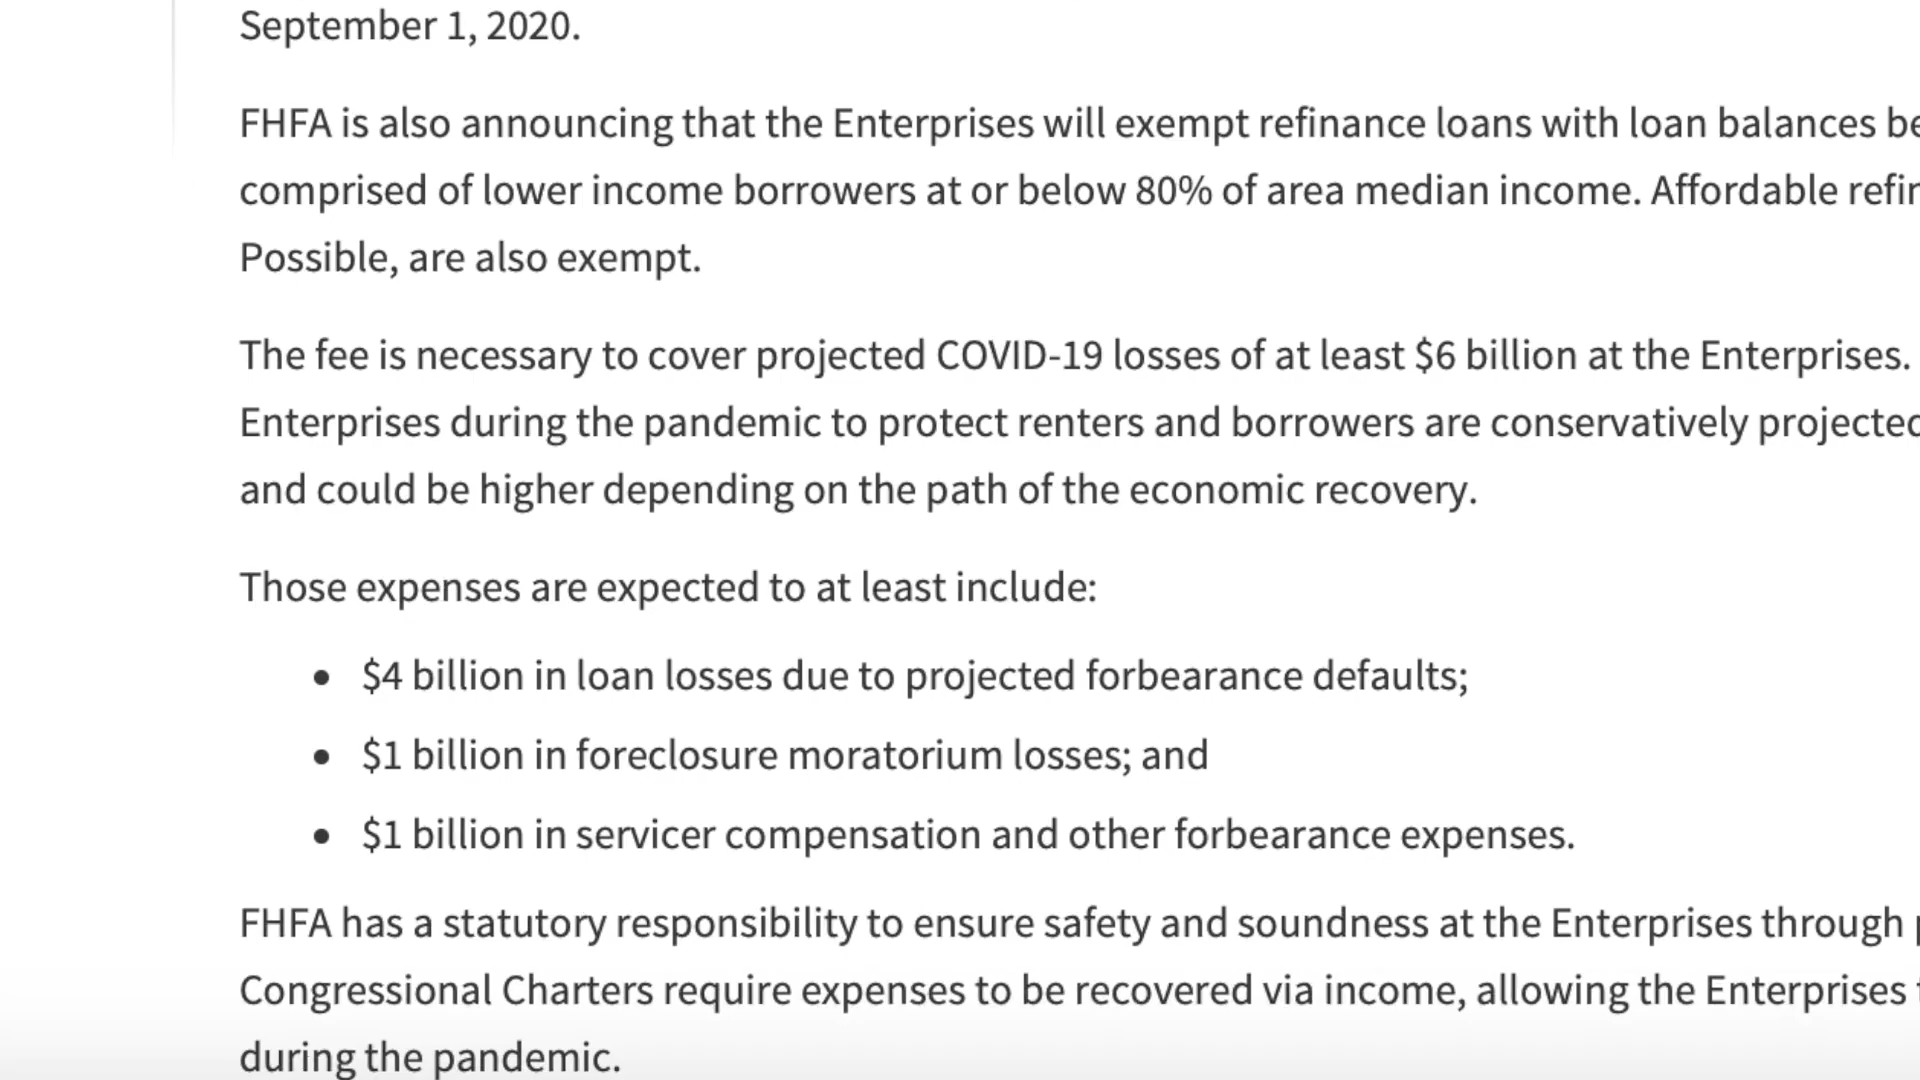 September 1, 2020.
FHFA is also announcing that the Enterprises will exempt refinance loans with loan balances
comprised of lower income borrowers at or below 80% of area median income. Affordable
Possible, are also exempt.
The fee is necessary to cover projected COVID-19 losses of at least $6 billion at the Enterprises.
Enterprises during the pandemic to protect renters and borrowers are conservatively projected
and could be higher depending on the path of the economic recovery.
Those expenses are expected to at least include:
• $4 billion in loan losses due to projected forbearance defaults;
• $1 billion in foreclosure moratorium losses; and
• $1 billion in servicer compensation and other forbearance expenses.
FHFA has a statutory responsibility to ensure safety and soundness at the Enterprises through
Congressional Charters require expenses to be recovered via income, allowing the Enterprises
during the pandemic.